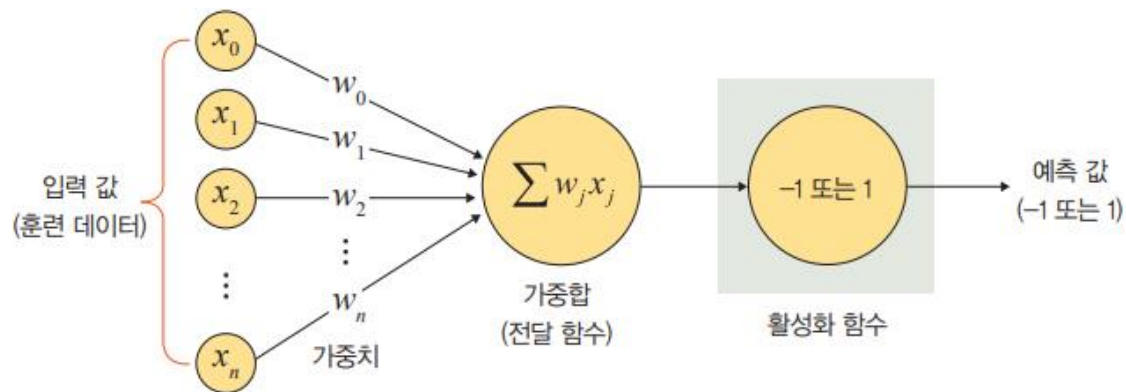 x₀
w₀
x₁
w₁
입력 값
(훈련 데이터)
x₂
w₂
∑ wⱼxⱼ
−1 또는 1
예측 값
(−1 또는 1)
⋮
⋮
wₙ
가중치
xₙ
가중합
(전달 함수)
활성화 함수